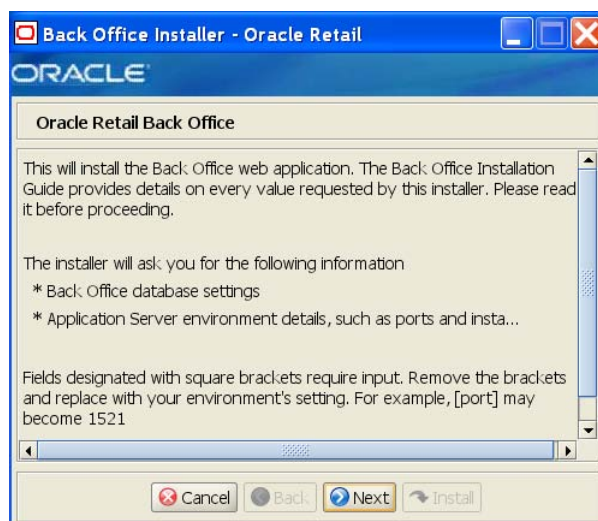 Back Office Installer - Oracle Retail
ORACLE
Oracle Retail Back Office
This will install the Back Office web application. The Back Office Installation
Guide provides details on every value requested by this installer. Please read
it before proceeding.
The installer will ask you for the following information
* Back Office database settings
* Application Server environment details, such as ports and insta...
Fields designated with square brackets require input. Remove the brackets
and replace with your environment's setting. For example, [port] may
become 1521
Cancel Back Next Install